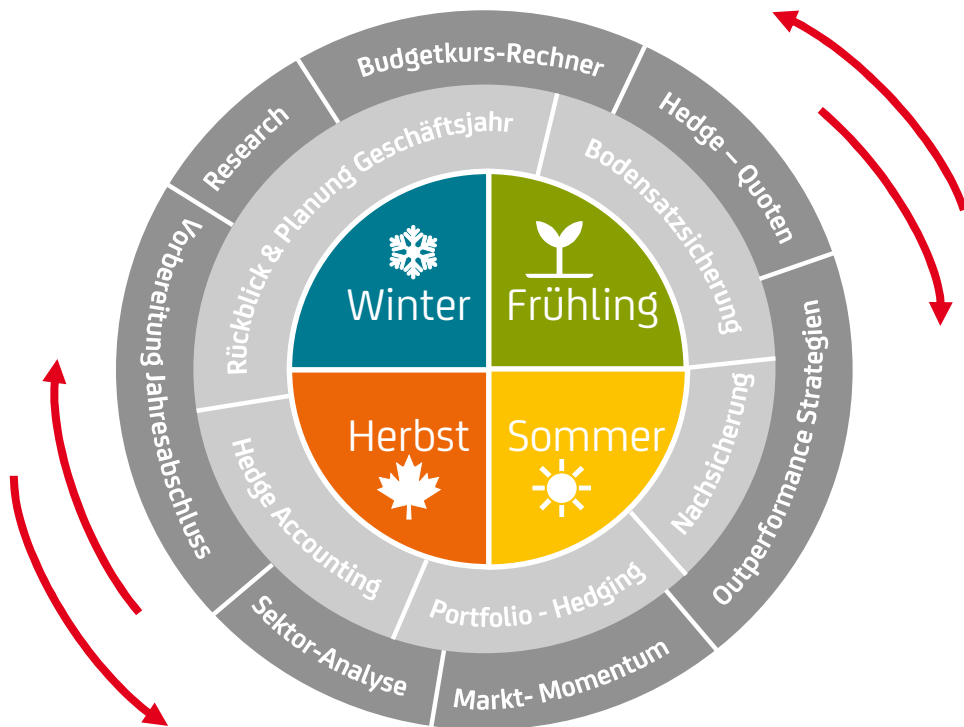 Budgetkurs-Rechner
Hedge – Quoten
Outperformance Strategien
Markt- Momentum
Sektor-Analyse
Vorbereitung Jahresabschluss
Research
Rückblick & Planung Geschäftsjahr
Bodensatzsicherung
Nachsicherung
Portfolio - Hedging
Hedge Accounting
Winter
Frühling
Herbst
Sommer